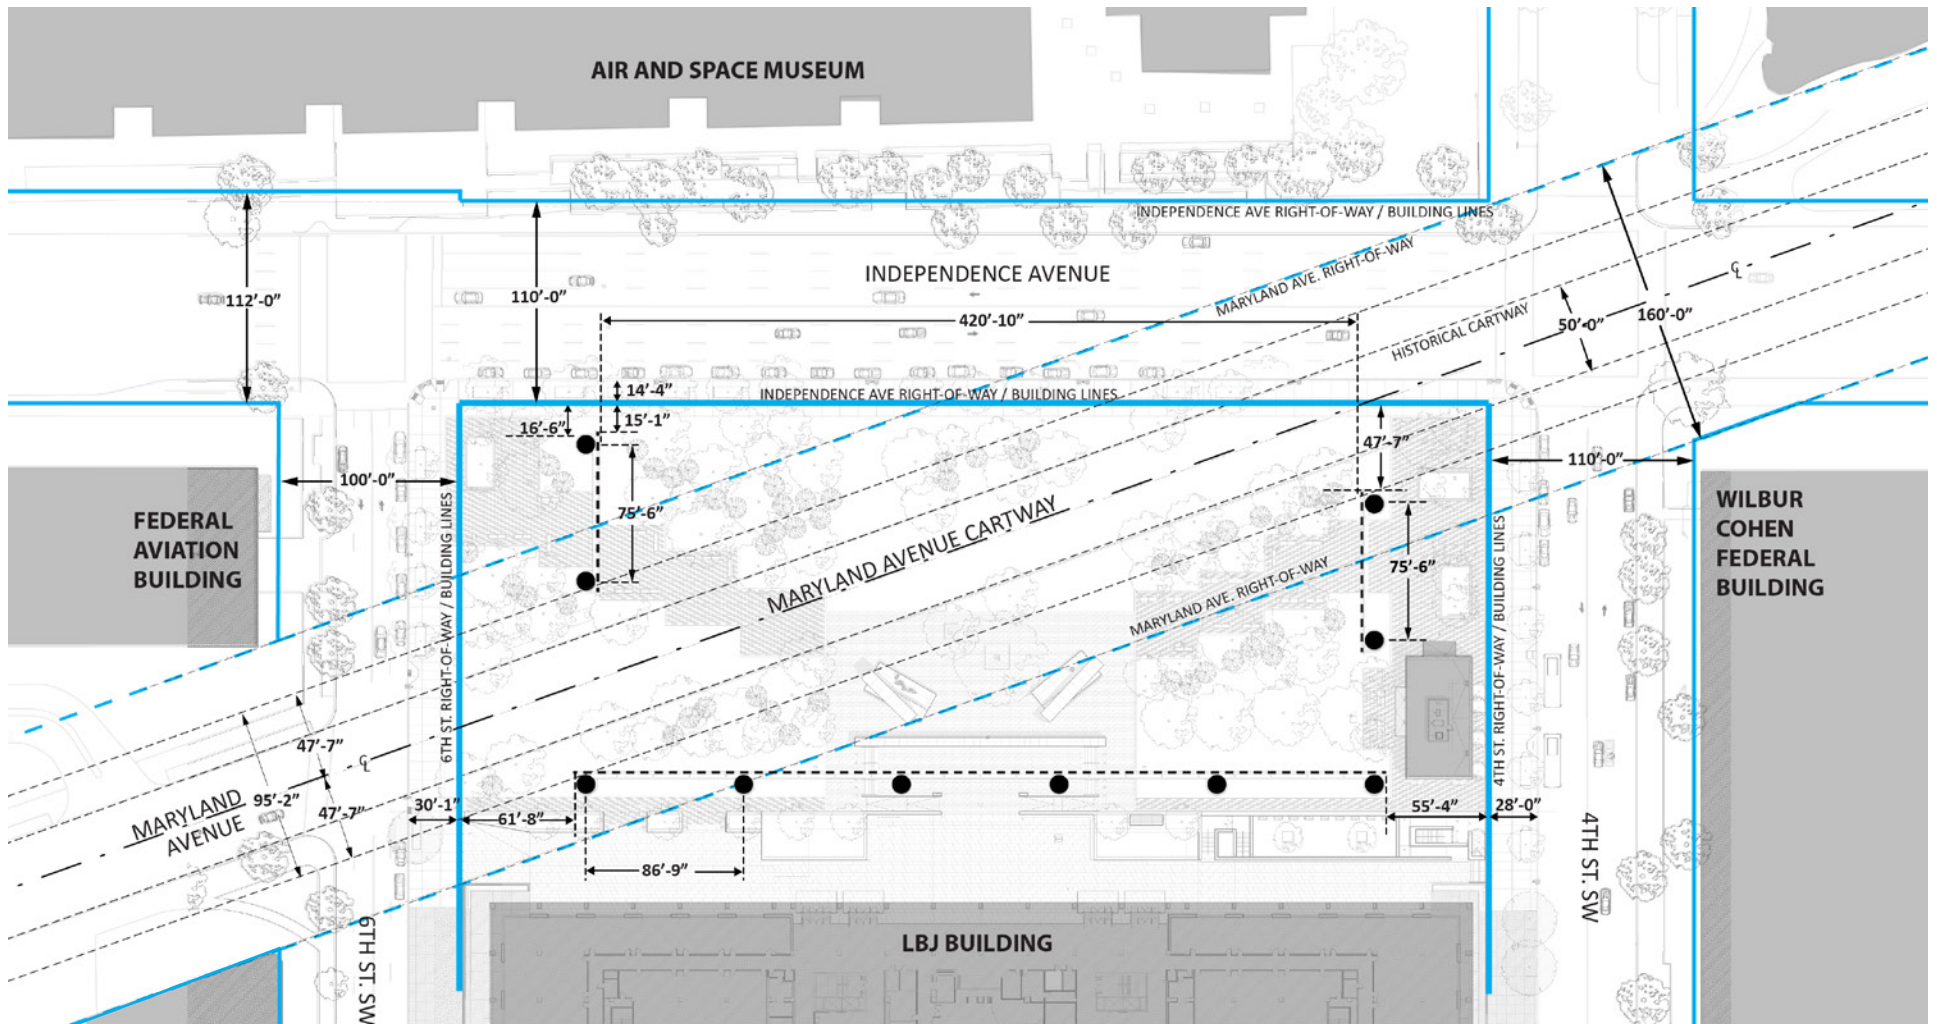 AIR AND SPACE MUSEUM
INDEPENDENCE AVE RIGHT-OF-WAY / BUILDING LINES
MARYLAND AVE. RIGHT-OF-WAY
INDEPENDENCE AVENUE
℄
112’-0”
110’-0”
420’-10”
HISTORICAL CARTWAY
50’-0”
160’-0”
14’-4”
INDEPENDENCE AVE RIGHT-OF-WAY / BUILDING LINES
15’-1”
16’-6”
47’-7”
110’-0”
100’-0”
75’-6”
MARYLAND AVENUE CARTWAY
FEDERAL
AVIATION
BUILDING
WILBUR
COHEN
FEDERAL
BUILDING
75’-6”
MARYLAND AVE. RIGHT-OF-WAY
6TH ST. RIGHT-OF-WAY / BUILDING LINES
4TH ST. RIGHT-OF-WAY / BUILDING LINES
47’-7”
℄
95’-2”
47’-7”
MARYLAND
AVENUE
30’-1”
61’-8”
55’-4”
28’-0”
86’-9”
4TH ST. SW
6TH ST. SW
LBJ BUILDING